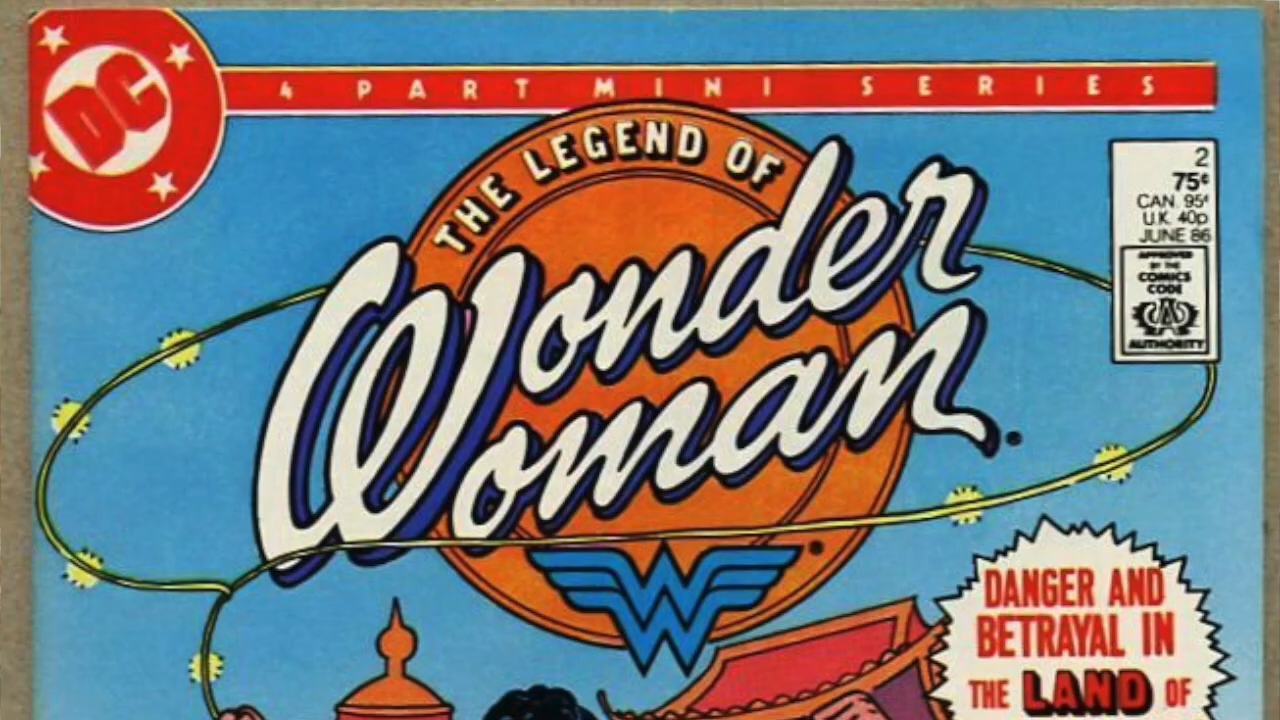 DC
4 PART MINI SERIES
THE LEGEND OF
Wonder
Woman
2
75¢
CAN. 95¢
U.K. 40p
JUNE 86
APPROVED
BY THE
COMICS
CODE
CA
AUTHORITY
W
DANGER AND
BETRAYAL IN
THE LAND OF